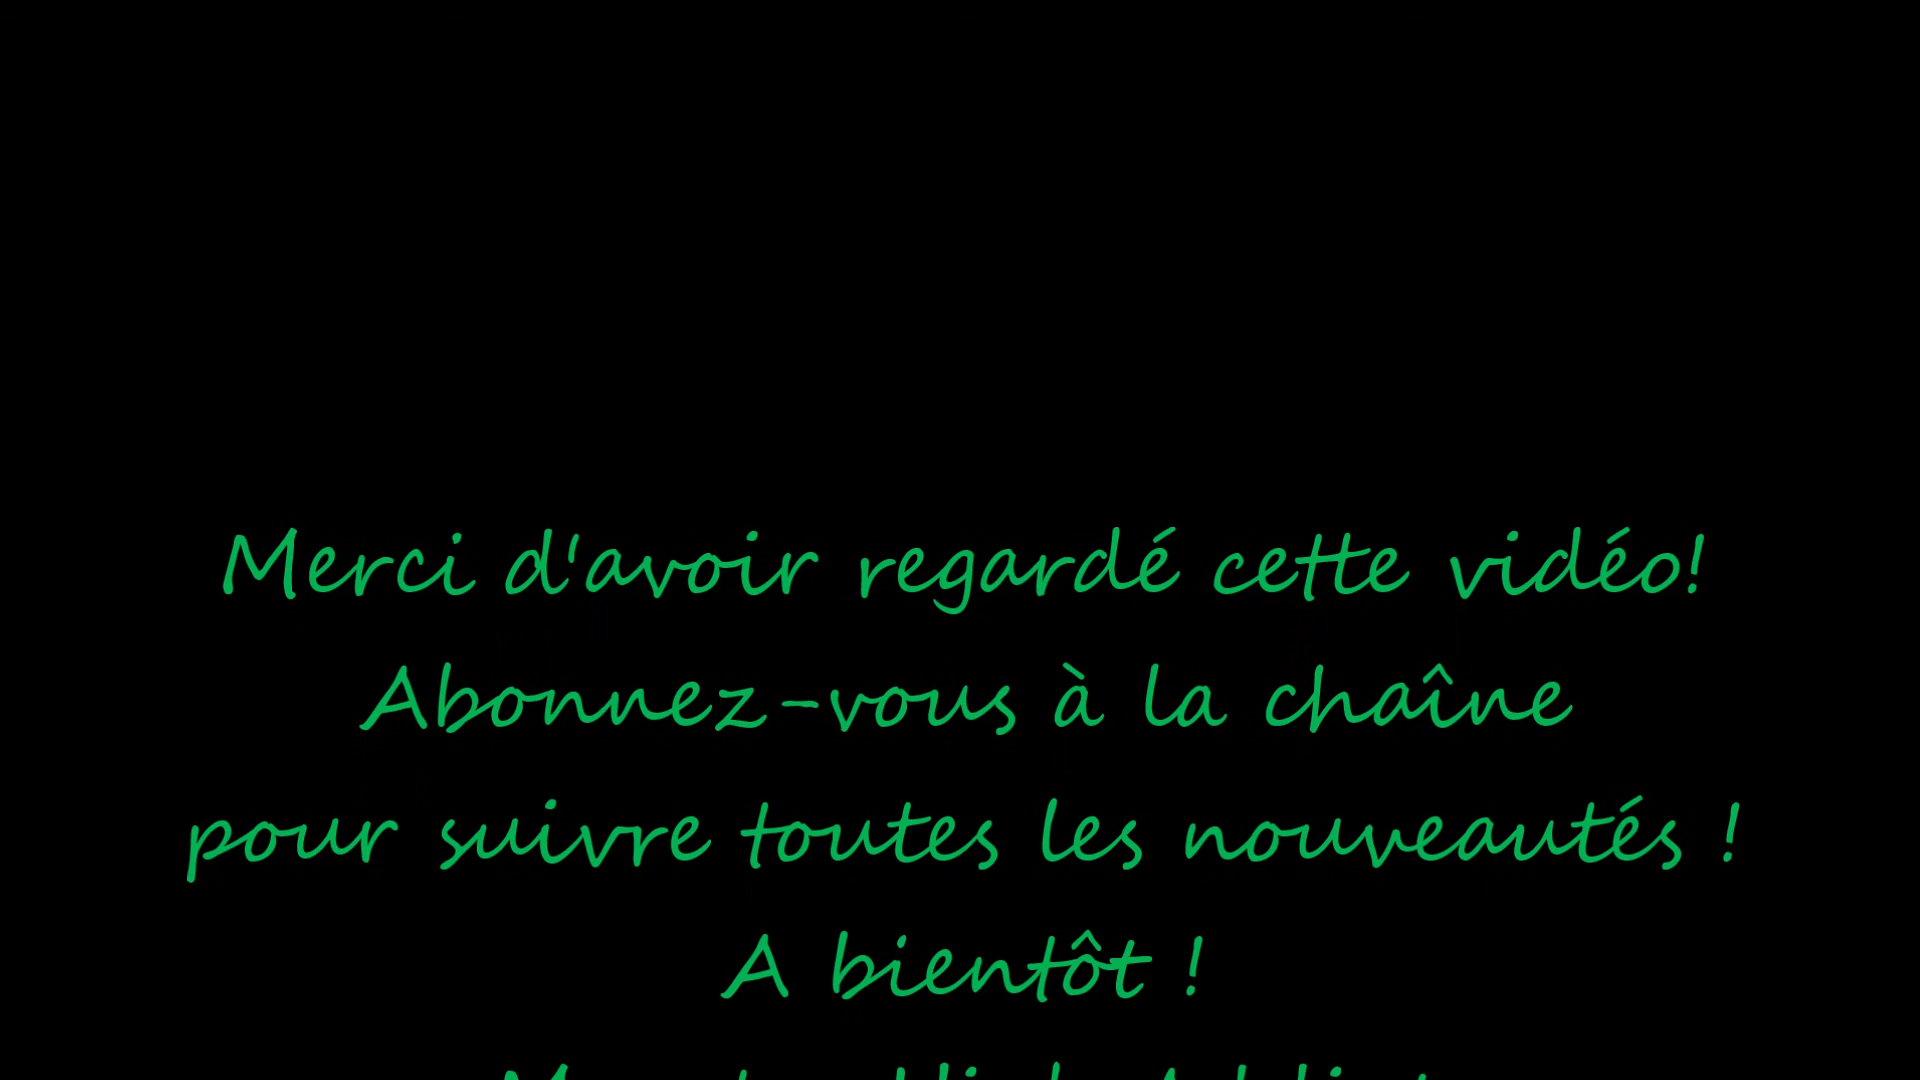 Merci d'avoir regardé cette vidéo!
Abonnez-vous à la chaîne
pour suivre toutes les nouveautés !
A bientôt !